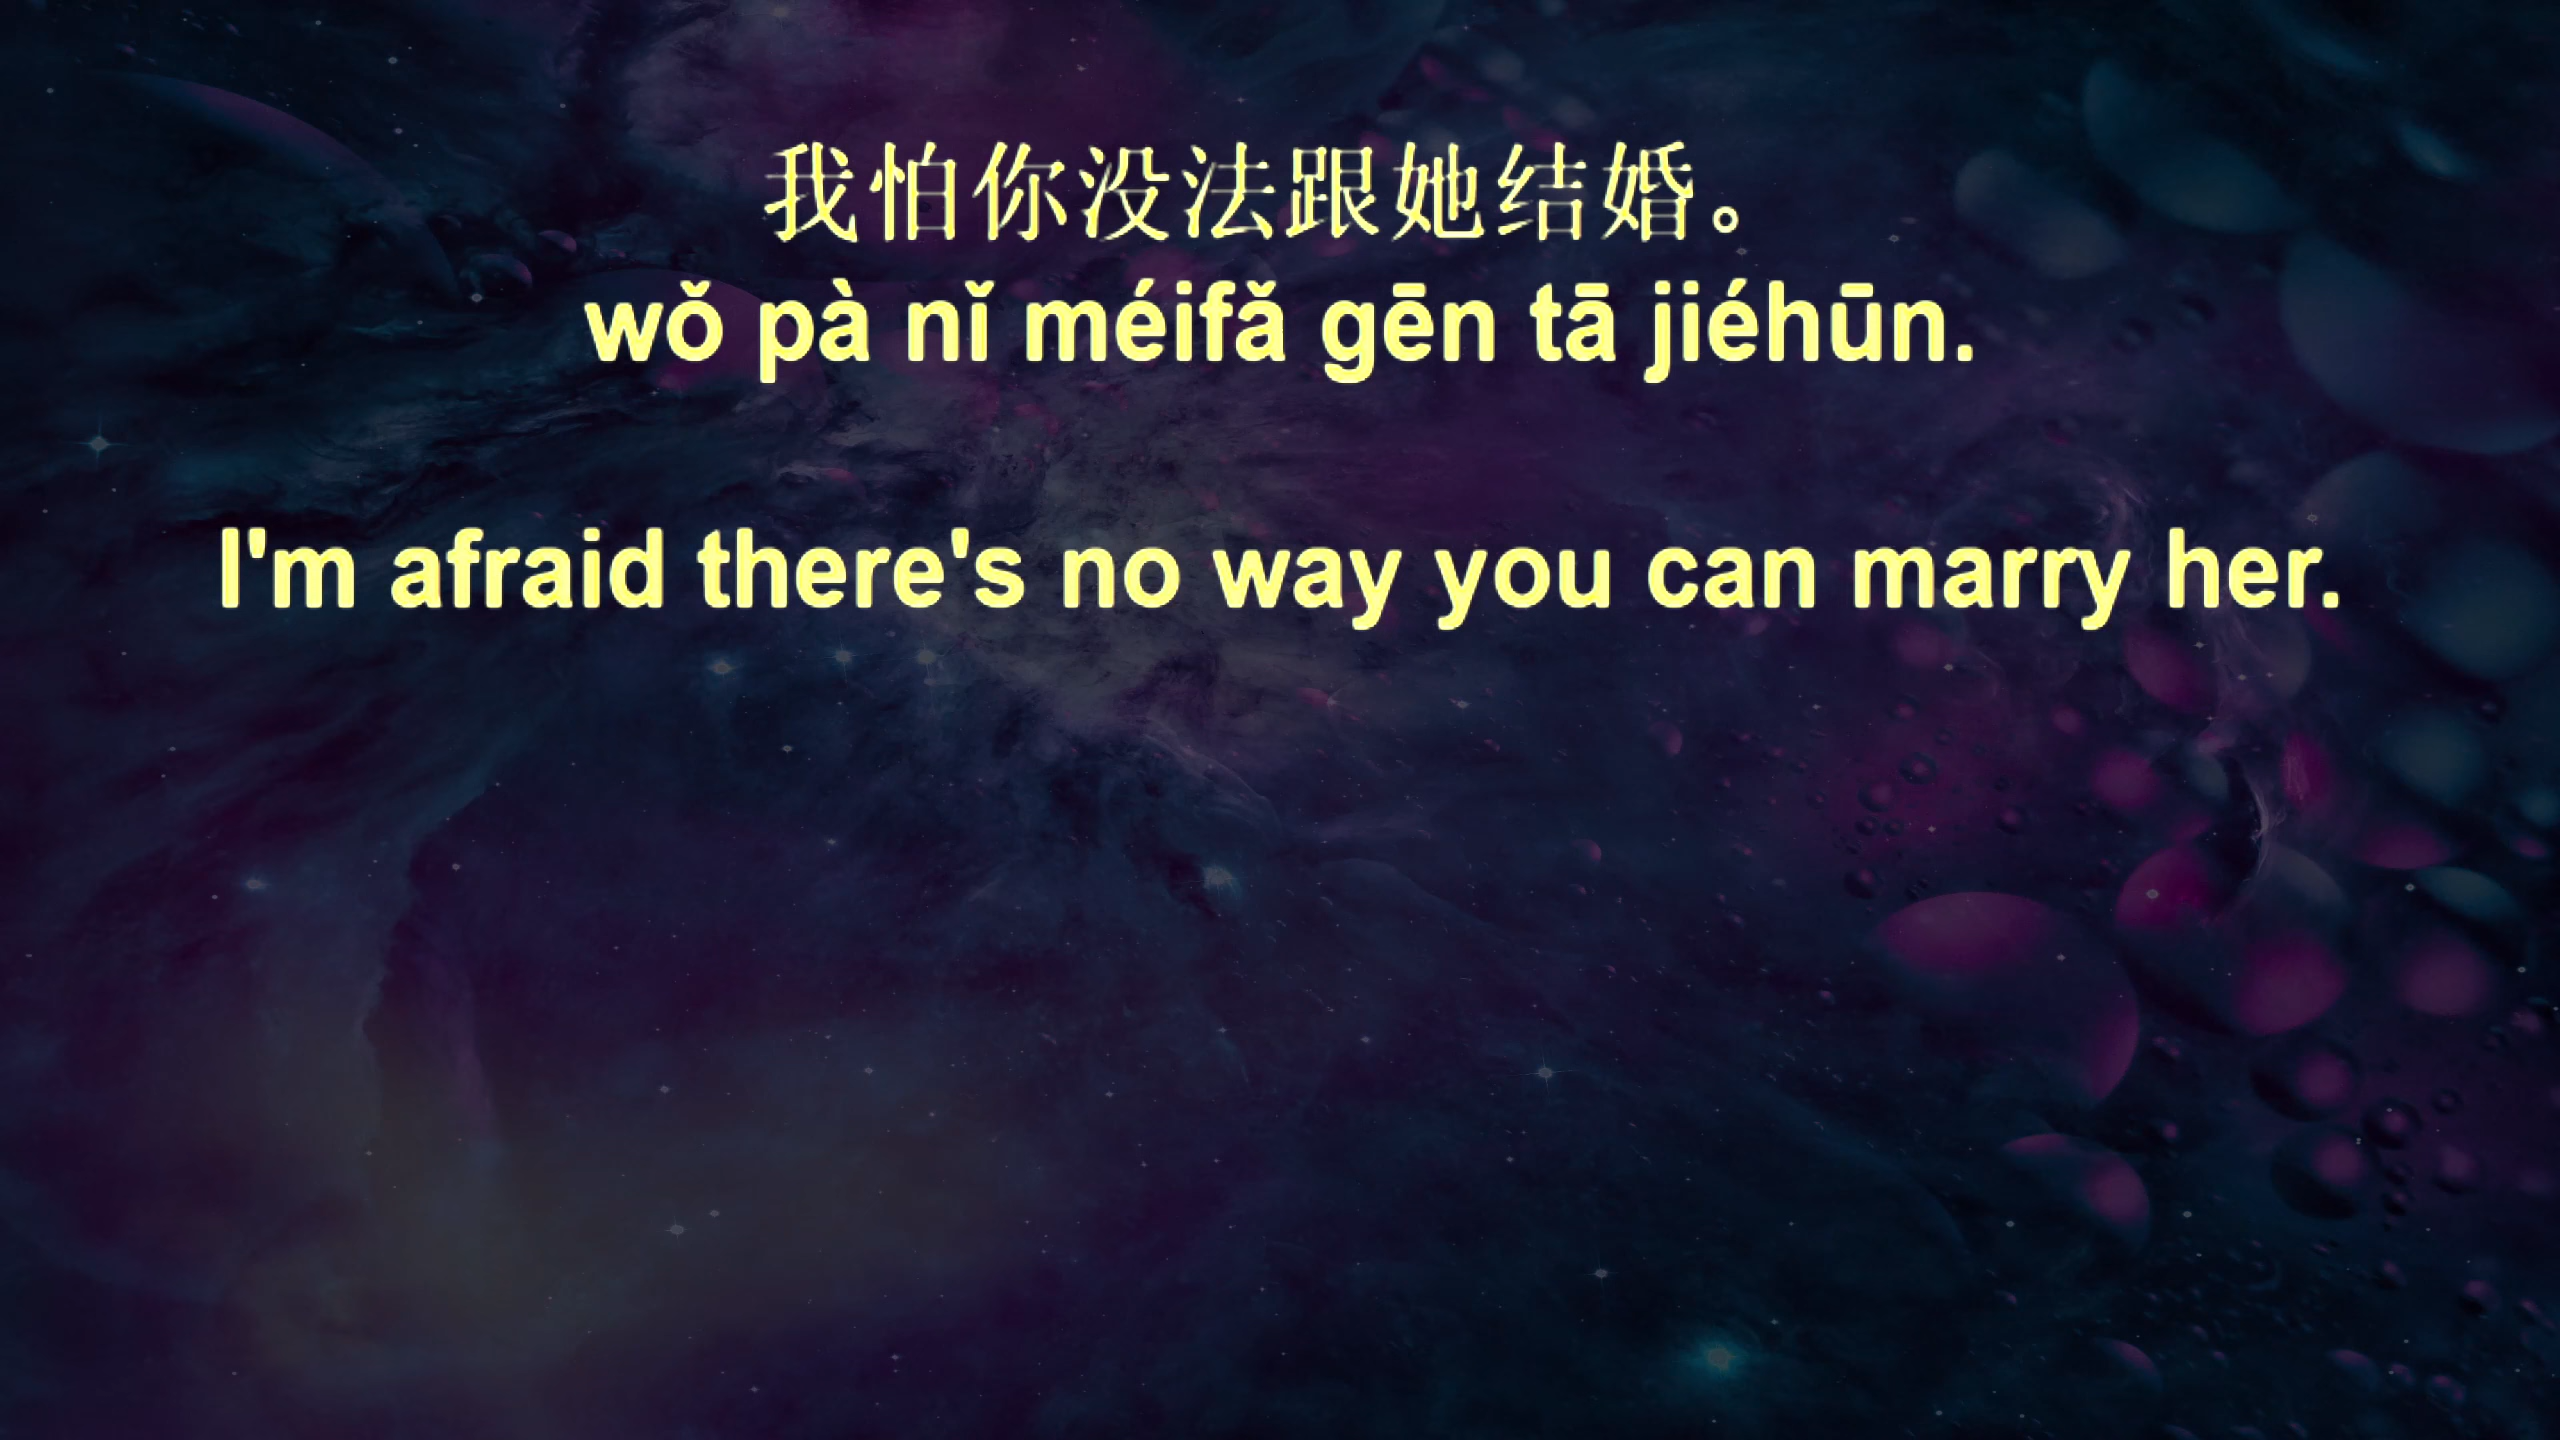 我怕你没法跟她结婚。
wǒ pà nǐ méifǎ gēn tā jiéhūn.
I'm afraid there's no way you can marry her.